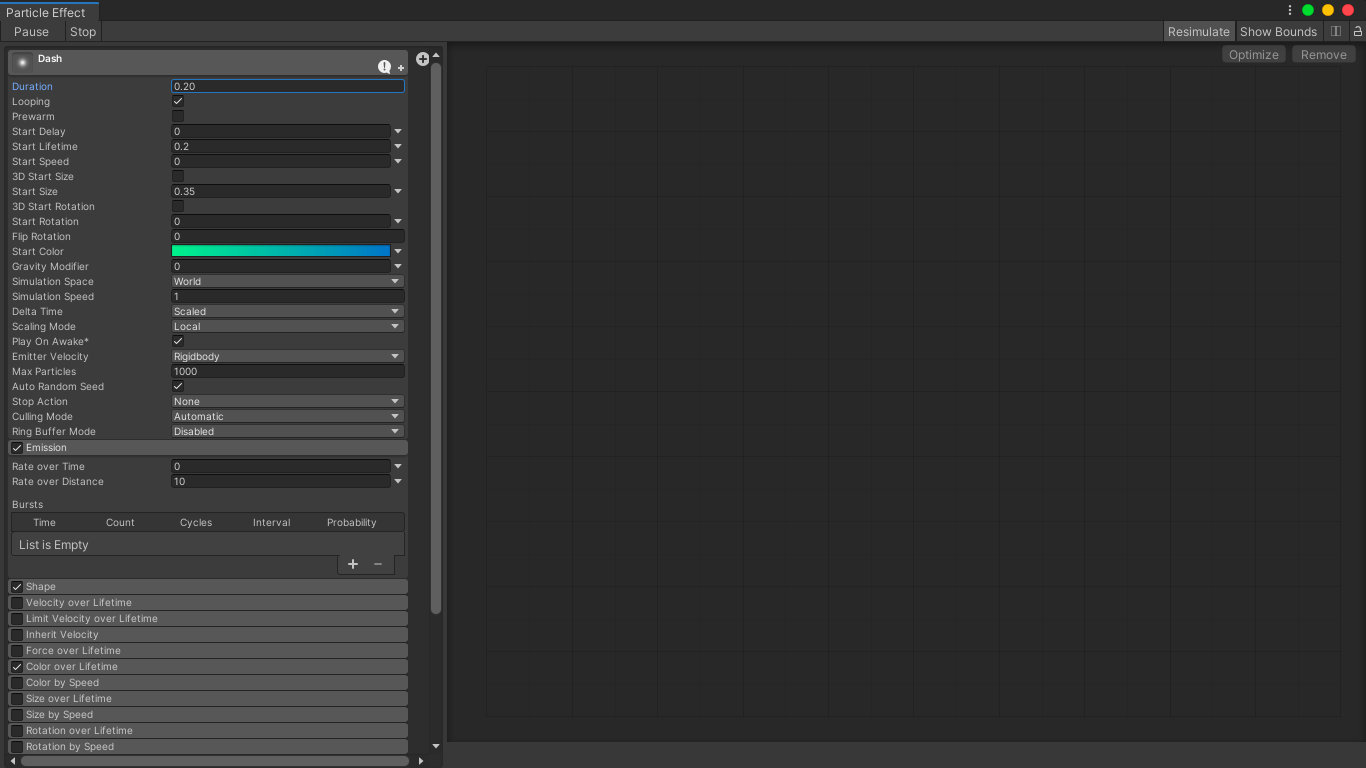 Particle Effect
Pause Stop Resimulate Show Bounds
Optimize Remove
Dash
Duration 0.20
Looping
Prewarm
Start Delay 0
Start Lifetime 0.2
Start Speed 0
3D Start Size
Start Size 0.35
3D Start Rotation
Start Rotation 0
Flip Rotation 0
Start Color
Gravity Modifier 0
Simulation Space World
Simulation Speed 1
Delta Time Scaled
Scaling Mode Local
Play On Awake*
Emitter Velocity Rigidbody
Max Particles 1000
Auto Random Seed
Stop Action None
Culling Mode Automatic
Ring Buffer Mode Disabled
Emission
Rate over Time 0
Rate over Distance 10
Bursts
Time Count Cycles Interval Probability
List is Empty
Shape
Velocity over Lifetime
Limit Velocity over Lifetime
Inherit Velocity
Force over Lifetime
Color over Lifetime
Color by Speed
Size over Lifetime
Size by Speed
Rotation over Lifetime
Rotation by Speed